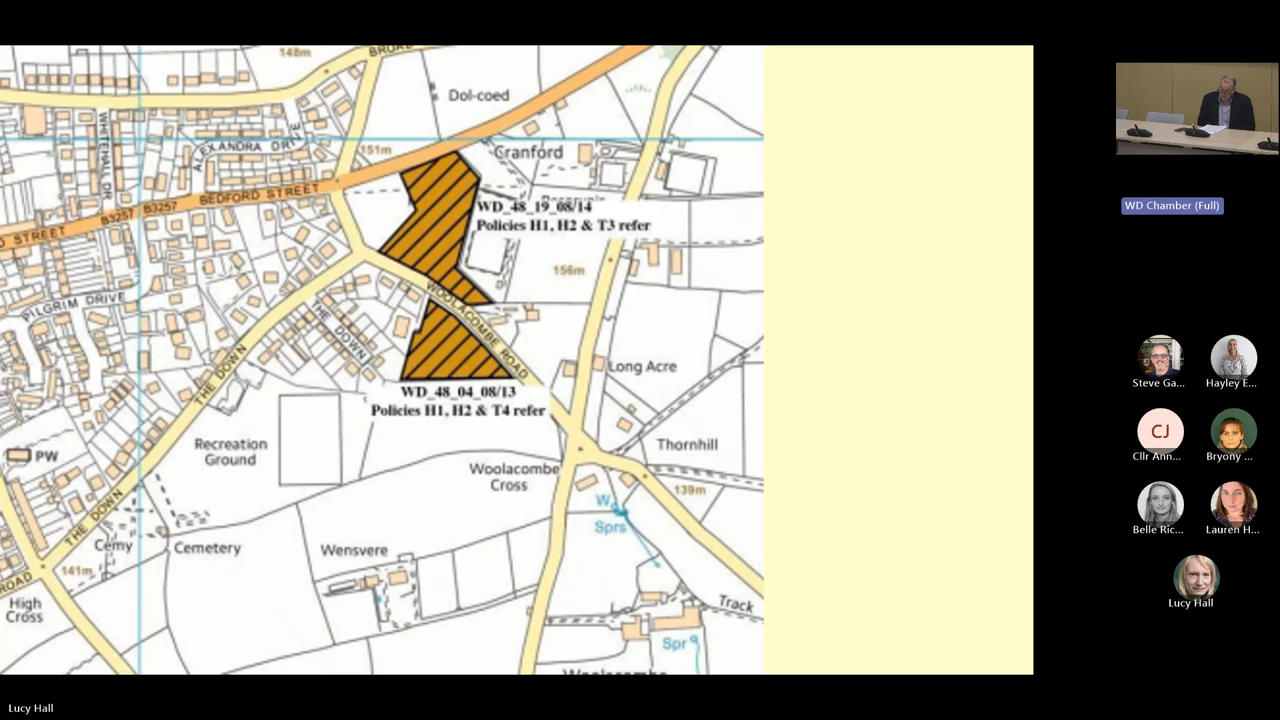 148m
BROAD
Dol-coed
WHITEHALL DR
ALEXANDRA DRIVE
151m
Cranford
BEDFORD STREET
B3257
B3257
D STREET
WD_48_19_08/14
Policies H1, H2 & T3 refer
156m
PILGRIM DRIVE
WOOLACOMBE ROAD
THE DOWN
THE DOWN
Long Acre
WD_48_04_08/13
Policies H1, H2 & T4 refer
Recreation
Ground
PW
Thornhill
Woolacombe
Cross
139m
W
Sprs
THE DOWN
Cemy
Cemetery
Wensvere
141m
ROAD
High
Cross
Track
Spr
WD Chamber (Full)
Steve Ga...
Hayley E...
CJ
Cllr Ann...
Bryony ...
Belle Ric...
Lauren H...
Lucy Hall
Lucy Hall